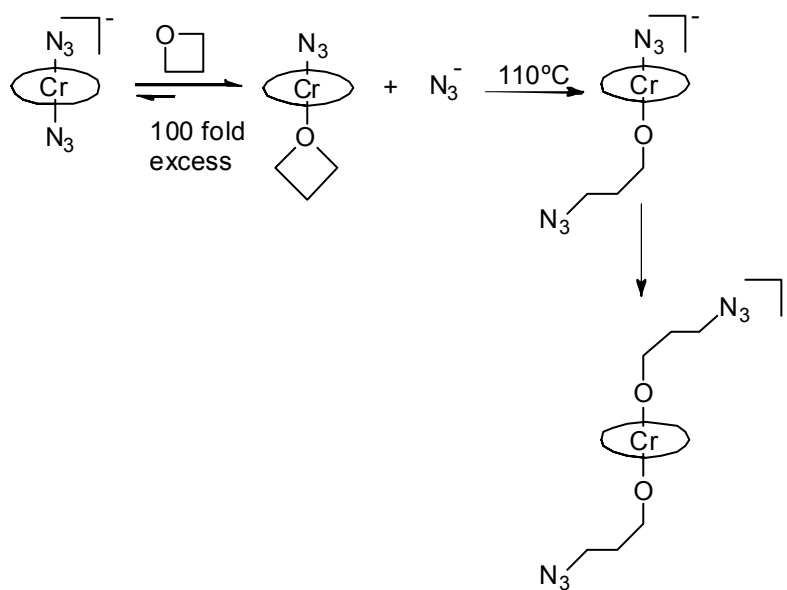 N3 -
Cr
N3
O
100 fold
excess
N3
Cr
O
+ N3 -
110ºC
N3 -
Cr
O
N3
N3
O
Cr
O
N3